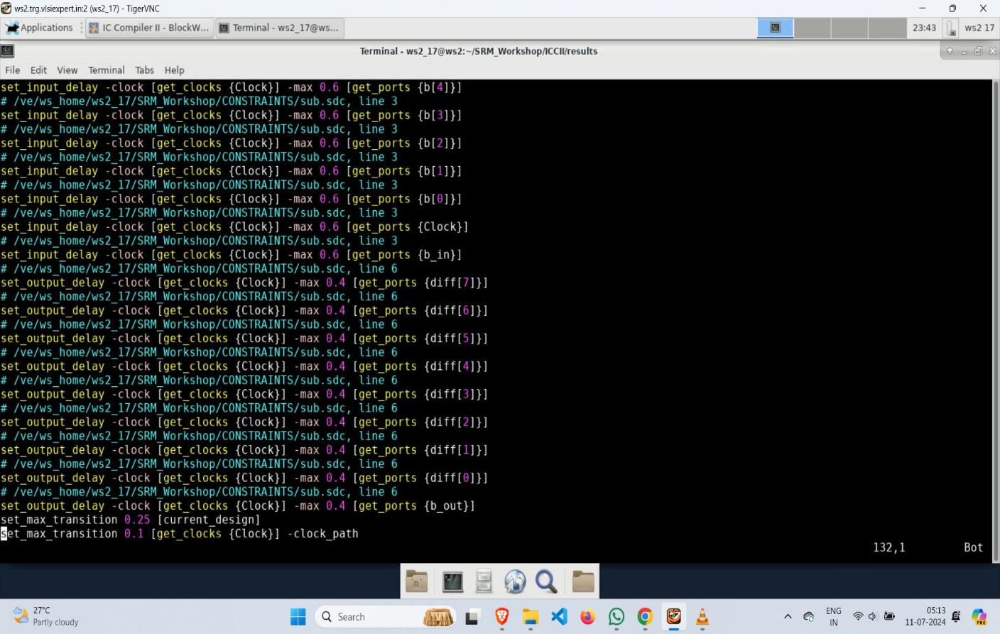 ws2.trg.vlsiexpert.in:2 (ws2_17) - TigerVNC
Applications
IC Compiler II - BlockW...
Terminal - ws2_17@ws...
23:43
ws2 17
Terminal - ws2_17@ws2:~/SRM_Workshop/ICCII/results
File Edit View Terminal Tabs Help
set_input_delay -clock [get_clocks {Clock}] -max 0.6 [get_ports {b[4]}]
# /ve/ws_home/ws2_17/SRM_Workshop/CONSTRAINTS/sub.sdc, line 3
set_input_delay -clock [get_clocks {Clock}] -max 0.6 [get_ports {b[3]}]
# /ve/ws_home/ws2_17/SRM_Workshop/CONSTRAINTS/sub.sdc, line 3
set_input_delay -clock [get_clocks {Clock}] -max 0.6 [get_ports {b[2]}]
# /ve/ws_home/ws2_17/SRM_Workshop/CONSTRAINTS/sub.sdc, line 3
set_input_delay -clock [get_clocks {Clock}] -max 0.6 [get_ports {b[1]}]
# /ve/ws_home/ws2_17/SRM_Workshop/CONSTRAINTS/sub.sdc, line 3
set_input_delay -clock [get_clocks {Clock}] -max 0.6 [get_ports {b[0]}]
# /ve/ws_home/ws2_17/SRM_Workshop/CONSTRAINTS/sub.sdc, line 3
set_input_delay -clock [get_clocks {Clock}] -max 0.6 [get_ports {Clock}]
# /ve/ws_home/ws2_17/SRM_Workshop/CONSTRAINTS/sub.sdc, line 3
set_input_delay -clock [get_clocks {Clock}] -max 0.6 [get_ports {b_in}]
# /ve/ws_home/ws2_17/SRM_Workshop/CONSTRAINTS/sub.sdc, line 6
set_output_delay -clock [get_clocks {Clock}] -max 0.4 [get_ports {diff[7]}]
# /ve/ws_home/ws2_17/SRM_Workshop/CONSTRAINTS/sub.sdc, line 6
set_output_delay -clock [get_clocks {Clock}] -max 0.4 [get_ports {diff[6]}]
# /ve/ws_home/ws2_17/SRM_Workshop/CONSTRAINTS/sub.sdc, line 6
set_output_delay -clock [get_clocks {Clock}] -max 0.4 [get_ports {diff[5]}]
# /ve/ws_home/ws2_17/SRM_Workshop/CONSTRAINTS/sub.sdc, line 6
set_output_delay -clock [get_clocks {Clock}] -max 0.4 [get_ports {diff[4]}]
# /ve/ws_home/ws2_17/SRM_Workshop/CONSTRAINTS/sub.sdc, line 6
set_output_delay -clock [get_clocks {Clock}] -max 0.4 [get_ports {diff[3]}]
# /ve/ws_home/ws2_17/SRM_Workshop/CONSTRAINTS/sub.sdc, line 6
set_output_delay -clock [get_clocks {Clock}] -max 0.4 [get_ports {diff[2]}]
# /ve/ws_home/ws2_17/SRM_Workshop/CONSTRAINTS/sub.sdc, line 6
set_output_delay -clock [get_clocks {Clock}] -max 0.4 [get_ports {diff[1]}]
# /ve/ws_home/ws2_17/SRM_Workshop/CONSTRAINTS/sub.sdc, line 6
set_output_delay -clock [get_clocks {Clock}] -max 0.4 [get_ports {diff[0]}]
# /ve/ws_home/ws2_17/SRM_Workshop/CONSTRAINTS/sub.sdc, line 6
set_output_delay -clock [get_clocks {Clock}] -max 0.4 [get_ports {b_out}]
set_max_transition 0.25 [current_design]
set_max_transition 0.1 [get_clocks {Clock}] -clock_path
132,1 Bot
27°C
Partly cloudy
Search
ENG
IN
05:13
11-07-2024
PRE